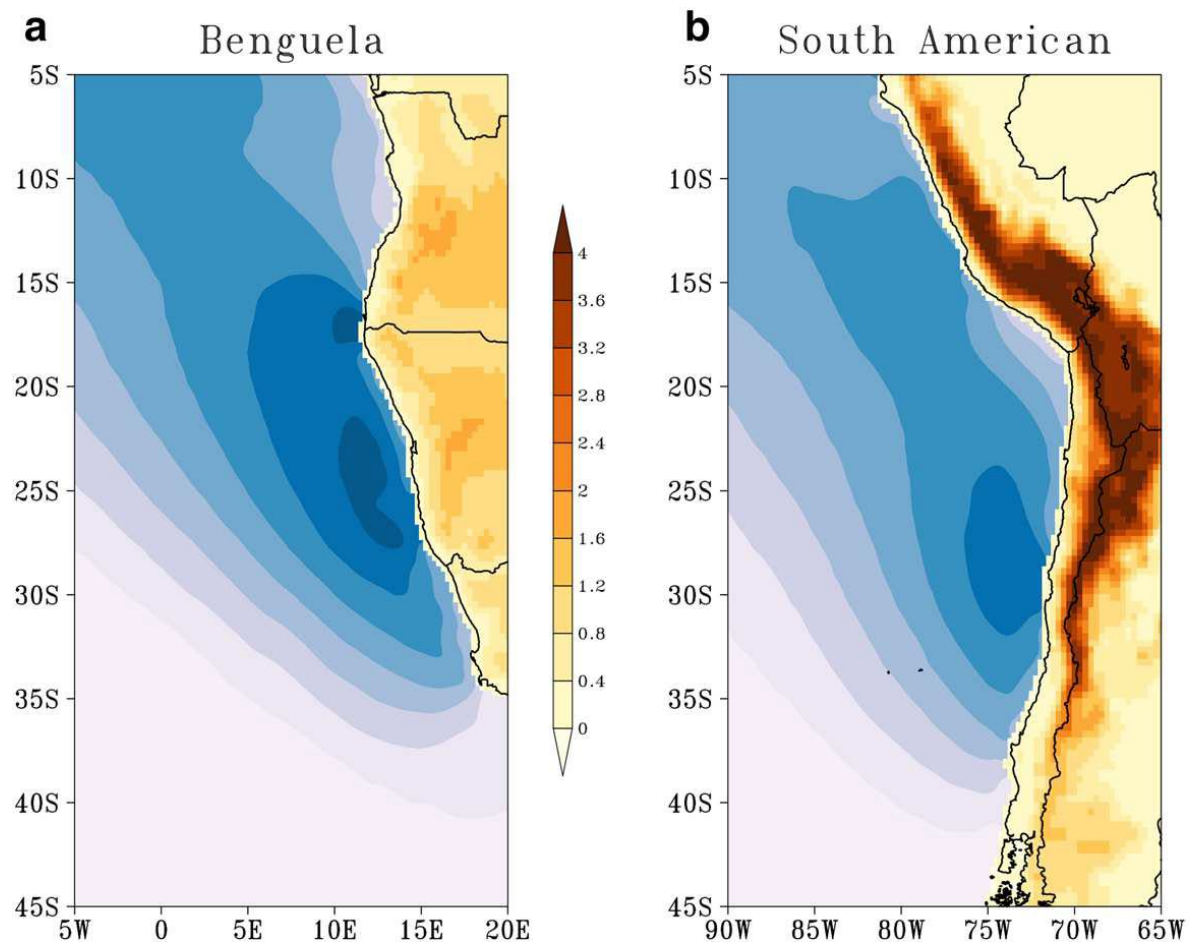 a Benguela
5S
10S
15S
20S
25S
30S
35S
40S
45S
5W 0 5E 10E 15E 20E
4
3.6
3.2
2.8
2.4
2
1.6
1.2
0.8
0.4
0
b South American
5S
10S
15S
20S
25S
30S
35S
40S
45S
90W 85W 80W 75W 70W 65W